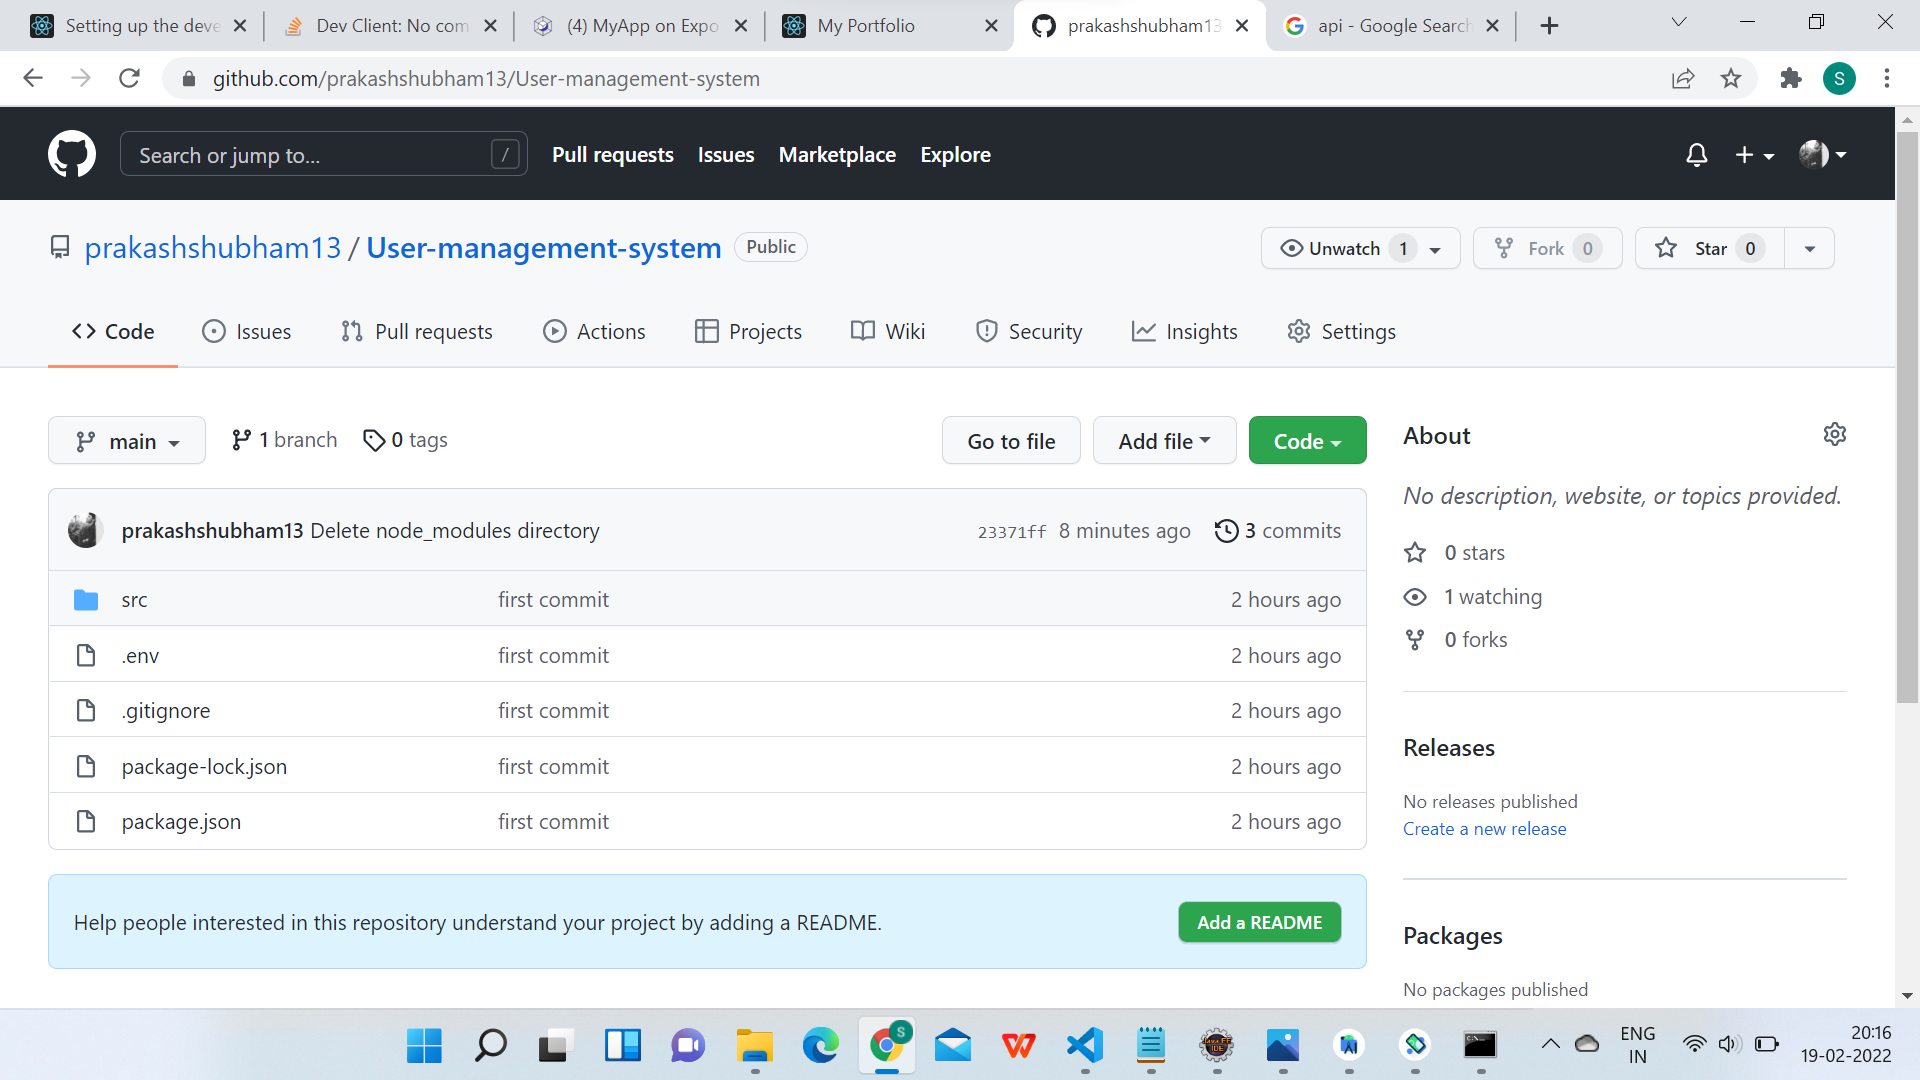 Setting up the deve
Dev Client: No com
(4) MyApp on Expo
My Portfolio
prakashshubham13
api - Google Search
github.com/prakashshubham13/User-management-system
S
Search or jump to...
/
Pull requests
Issues
Marketplace
Explore
prakashshubham13 / User-management-system
Public
Unwatch 1
Fork 0
Star 0
Code
Issues
Pull requests
Actions
Projects
Wiki
Security
Insights
Settings
main
1 branch
0 tags
Go to file
Add file
Code
About
No description, website, or topics provided.
prakashshubham13 Delete node_modules directory
23371ff 8 minutes ago
3 commits
src first commit 2 hours ago
.env first commit 2 hours ago
.gitignore first commit 2 hours ago
package-lock.json first commit 2 hours ago
package.json first commit 2 hours ago
0 stars
1 watching
0 forks
Releases
No releases published
Create a new release
Help people interested in this repository understand your project by adding a README.
Add a README
Packages
No packages published
S
ENG
IN
20:16
19-02-2022